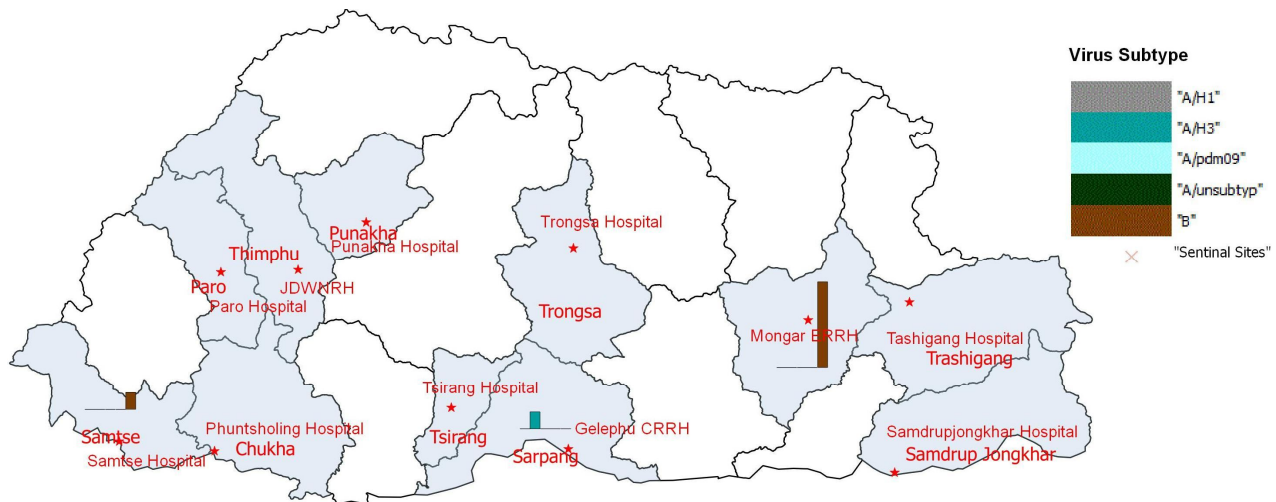 Virus Subtype
"A/H1"
"A/H3"
"A/pdm09"
"A/unsubtyp"
"B"
"Sentinal Sites"
Trongsa Hospital
Punakha
Punakha Hospital
Thimphu
JDWNRH
Paro
Paro Hospital
Trongsa
Mongar ERRH
Tashigang Hospital
Trashigang
Tsirang Hospital
Tsirang
Gelephu CRRH
Sarpang
Phuntsholing Hospital
Chukha
Samtse
Samtse Hospital
Samdrupjongkhar Hospital
Samdrup Jongkhar